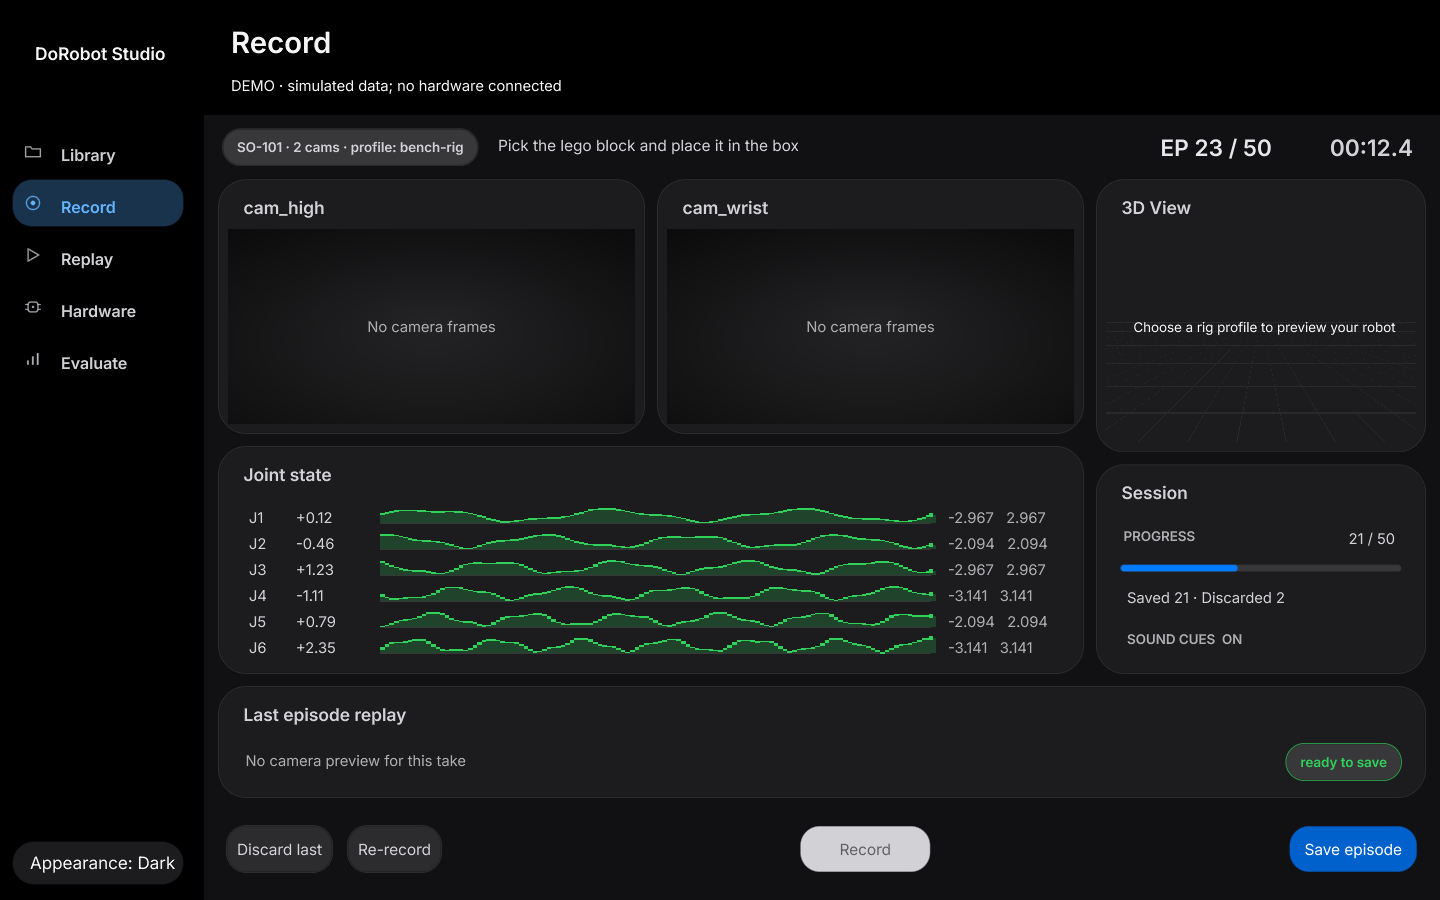 DoRobot Studio
Record
DEMO · simulated data; no hardware connected
Library
Record
Replay
Hardware
Evaluate
Appearance: Dark
SO-101 · 2 cams · profile: bench-rig
Pick the lego block and place it in the box
EP 23 / 50
00:12.4
cam_high
No camera frames
cam_wrist
No camera frames
3D View
Choose a rig profile to preview your robot
Joint state
J1 +0.12 -2.967 2.967
J2 -0.46 -2.094 2.094
J3 +1.23 -2.967 2.967
J4 -1.11 -3.141 3.141
J5 +0.79 -2.094 2.094
J6 +2.35 -3.141 3.141
Session
PROGRESS 21 / 50
Saved 21 · Discarded 2
SOUND CUES ON
Last episode replay
No camera preview for this take
ready to save
Discard last
Re-record
Record
Save episode